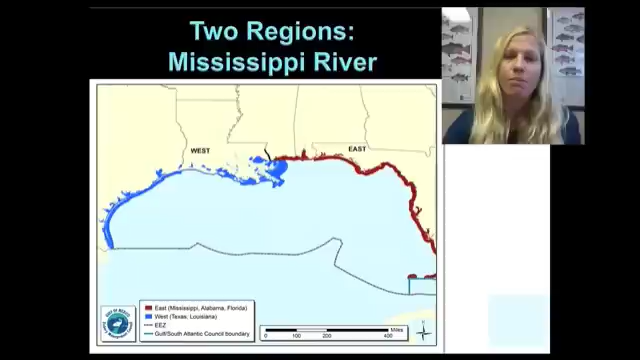 Two Regions:
Mississippi River
WEST
EAST
East (Mississippi, Alabama, Florida)
West (Texas, Louisiana)
EEZ
Gulf/South Atlantic Council boundary
Miles
0 100 200 400